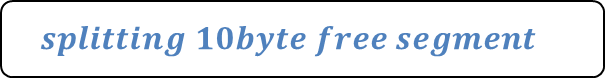 splitting 10byte free segment